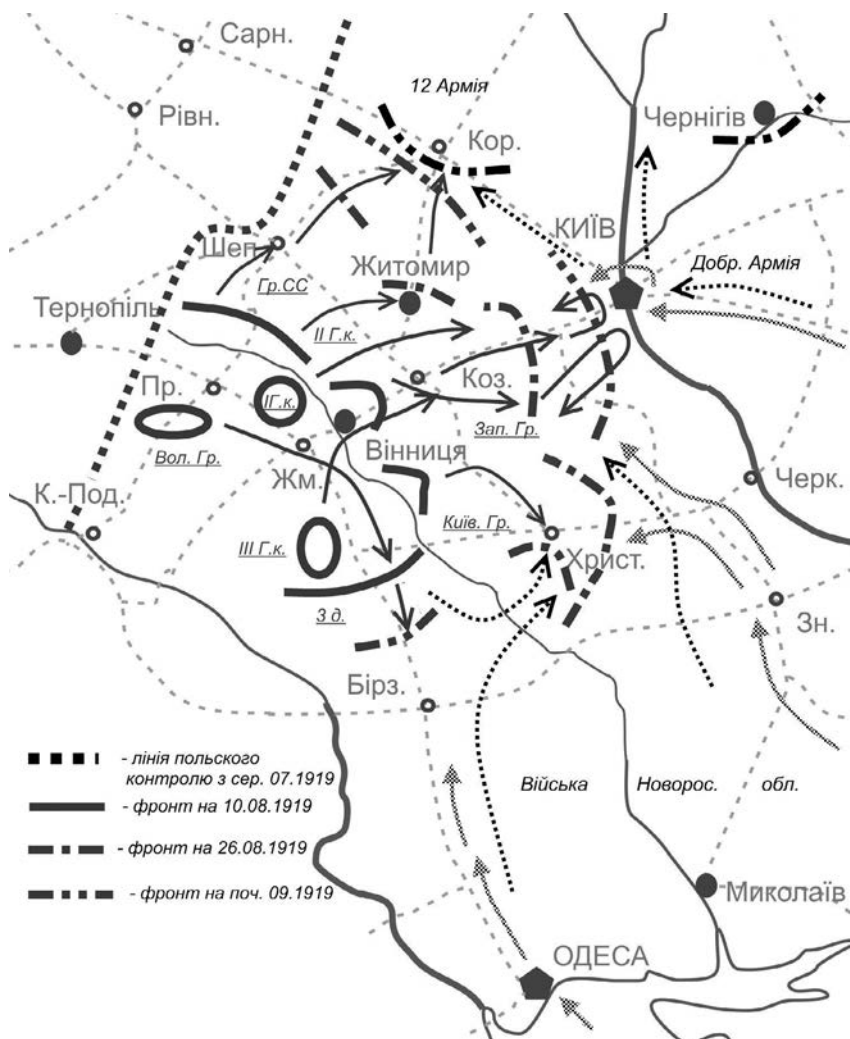 Сарн.
12 Армія
Рівн.
Кор.
Чернігів
КИЇВ
Шеп.
Житомир
Добр. Армія
Гр.СС
Тернопіль
II Г.к.
Пр.
ІГ.к.
Коз.
Зап. Гр.
Вол. Гр.
Вінниця
Жм.
Черк.
К.-Под.
Київ. Гр.
III Г.к.
Христ.
3 д.
Зн.
Бірз.
- лінія польского
контролю з сер. 07.1919
Війська Новорос. обл.
- фронт на 10.08.1919
- фронт на 26.08.1919
- фронт на поч. 09.1919
Миколаїв
ОДЕСА